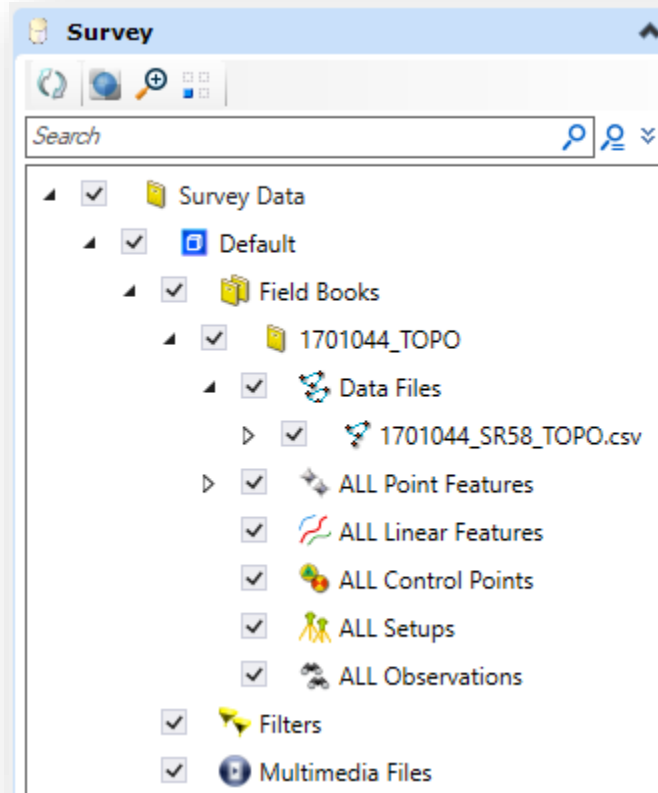 Survey
Search
Survey Data
Default
Field Books
1701044_TOPO
Data Files
1701044_SR58_TOPO.csv
ALL Point Features
ALL Linear Features
ALL Control Points
ALL Setups
ALL Observations
Filters
Multimedia Files